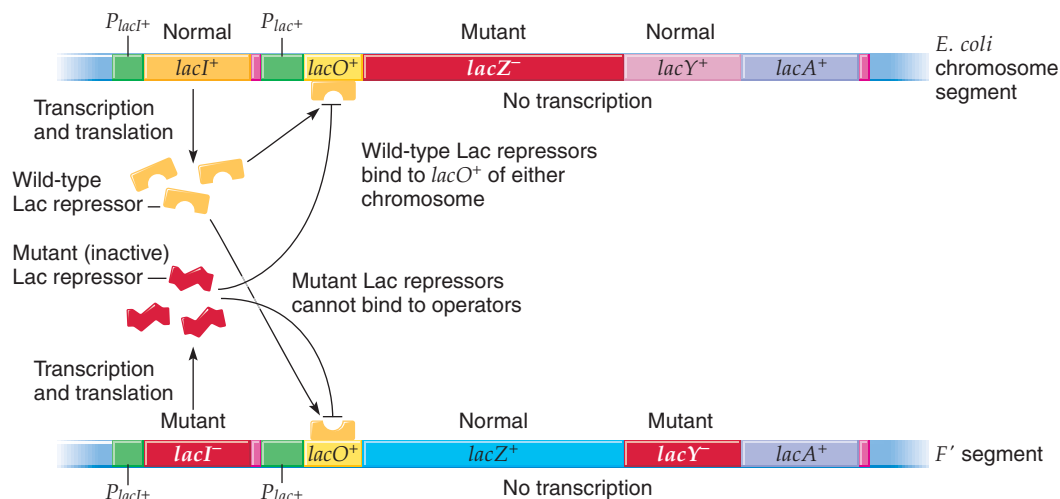 P_lacI+
Normal
P_lac+
Mutant
Normal
lacI+
lacO+
lacZ−
lacY+
lacA+
E. coli
chromosome
segment
No transcription
Transcription
and translation
Wild-type Lac repressors
bind to lacO+ of either
chromosome
Wild-type
Lac repressor
Mutant (inactive)
Lac repressor
Mutant Lac repressors
cannot bind to operators
Transcription
and translation
Mutant
Normal
Mutant
lacI−
lacO+
lacZ+
lacY−
lacA+
F′ segment
P_lacI+
P_lac+
No transcription